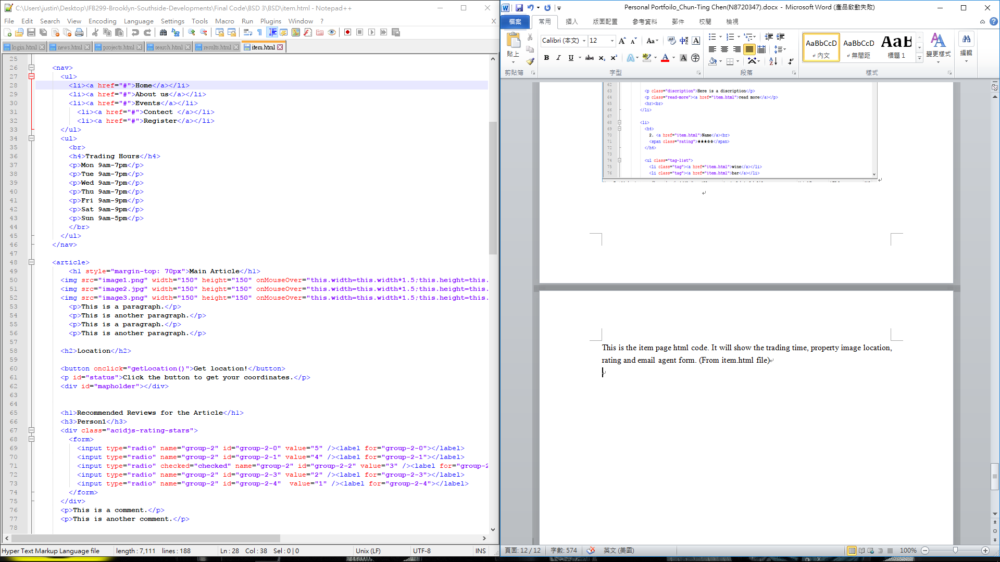 C:\Users\justin\Desktop\IFB299-Brooklyn-Southside-Developments\Final Code\BSD 3\BSD\item.html - Notepad++
File Edit Search View Encoding Language Settings Tools Macro Run Plugins Window ? X
login.html news.html projects.html search.html results.html item.html
25
26 <nav>
27 <ul>
28 <li><a href="#">Home</a></li>
29 <li><a href="#">About us</a></li>
30 <li><a href="#">Events</a></li>
31 <li><a href="#">Contect </a></li>
32 <li><a href="#">Register</a></li>
33 </ul>
34 <ul>
35 <br>
36 <h4>Trading Hours</h4>
37 <p>Mon 9am-7pm</p>
38 <p>Tue 9am-7pm</p>
39 <p>Wed 9am-7pm</p>
40 <p>Thu 9am-7pm</p>
41 <p>Fri 9am-9pm</p>
42 <p>Sat 9am-9pm</p>
43 <p>Sun 9am-5pm</p>
44 </br>
45 </ul>
46 </nav>
47
48 <article>
49 <h1 style="margin-top: 70px">Main Article</h1>
50 <img src="image1.png" width="150" height="150" onMouseOver="this.width=this.width*1.5;this.height=this.
51 <img src="image2.jpg" width="150" height="150" onMouseOver="this.width=this.width*1.5;this.height=this.
52 <img src="image3.png" width="150" height="150" onMouseOver="this.width=this.width*1.5;this.height=this.
53 <p>This is a paragraph.</p>
54 <p>This is another paragraph.</p>
55 <p>This is a paragraph.</p>
56 <p>This is another paragraph.</p>
57
58 <h2>Location</h2>
59
60 <button onclick="getLocation()">Get location!</button>
61 <p id="status">Click the button to get your coordinates.</p>
62 <div id="mapholder"></div>
63
64
65 <h1>Recommended Reviews for the Article</h1>
66 <h3>Person1</h3>
67 <div class="acidjs-rating-stars">
68 <form>
69 <input type="radio" name="group-2" id="group-2-0" value="5" /><label for="group-2-0"></label>
70 <input type="radio" name="group-2" id="group-2-1" value="4" /><label for="group-2-1"></label>
71 <input type="radio" checked="checked" name="group-2" id="group-2-2" value="3" /><label for="group-2
72 <input type="radio" name="group-2" id="group-2-3" value="2" /><label for="group-2-3"></label>
73 <input type="radio" name="group-2" id="group-2-4"  value="1" /><label for="group-2-4"></label>
74 </form>
75 </div>
76 <p>This is a comment.</p>
77 <p>This is another comment.</p>
78
Hyper Text Markup Language file length : 7,111 lines : 188 Ln : 28 Col : 38 Sel : 0 | 0 Unix (LF) UTF-8 INS
Personal Portfoilo_Chun-Ting Chen(N8720347).docx - Microsoft Word (產品啟動失敗)
檔案 常用 插入 版面配置 參考資料 郵件 校閱 檢視
貼上 Calibri (本文) 12 AaBbCcD AaBbCcD AaB 變更樣式 編輯
內文 無間距 標題 1
剪貼簿 字型 段落 樣式
62
63 <p class="discription">Here is a discription</p>
64 <p class="read-more"><a href="item.html">read more</a></p>
65 <hr><br>
66 </li>
67
68 <li>
69 <h4>
70 2. <a href="item.html">Name</a><br>
71 <span class="rating">★★★☆☆</span>
72 </h4>
73
74 <ul class="tag-list">
75 <li class="tag"><a href="item.html">wine</a></li>
76 <li class="tag"><a href="item.html">bar</a></li>
This is the item page html code. It will show the trading time, property image location,
rating and email agent form. (From item.html file)
頁面: 12 / 12 字數: 574 英文 (美國) 100%